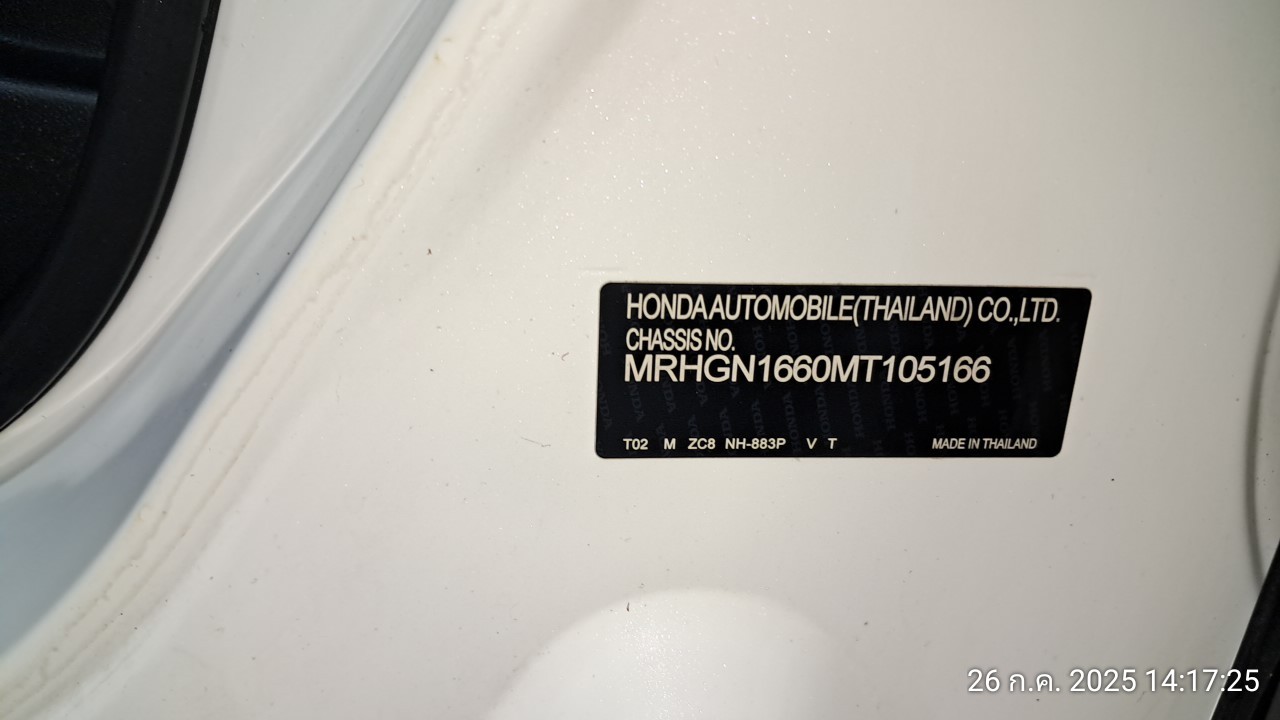 HONDA AUTOMOBILE(THAILAND) CO.,LTD.
CHASSIS NO.
MRHGN1660MT105166
T02 M ZC8 NH-883P V T MADE IN THAILAND
26 ก.ค. 2025 14:17:25